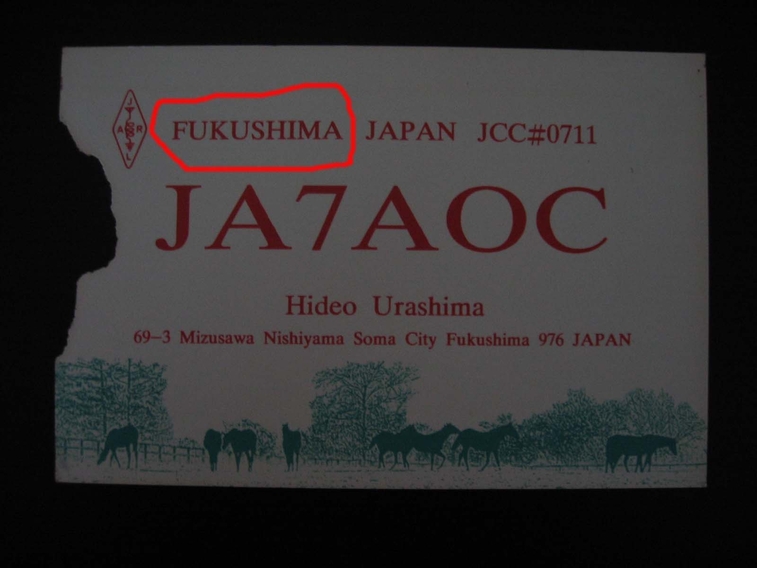 FUKUSHIMA JAPAN JCC#0711
JA7AOC
Hideo Urashima
69-3 Mizusawa Nishiyama Soma City Fukushima 976 JAPAN